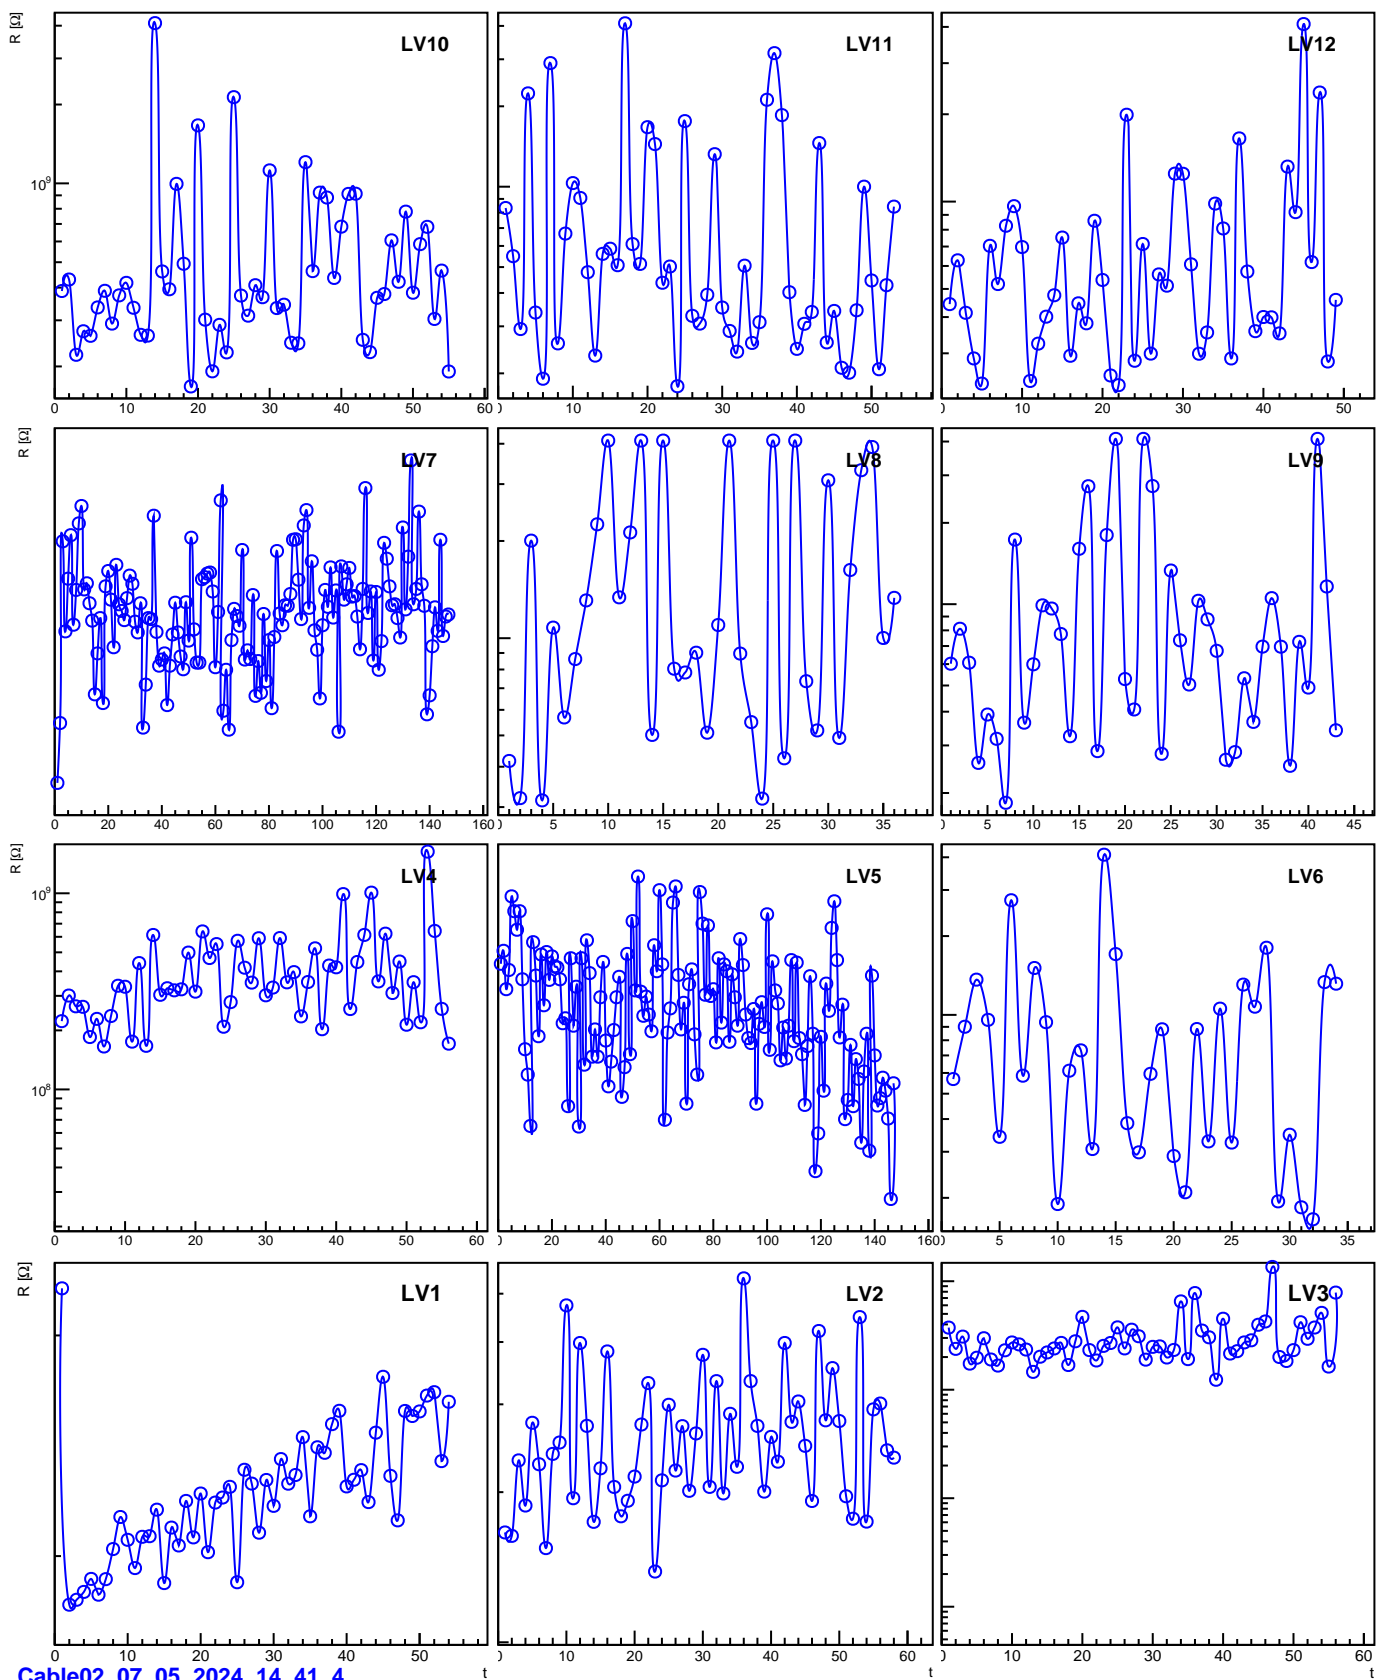 R [Ω]
LV10
LV11
LV12
10⁹
0 10 20 30 40 50 60
10 20 30 40 50
10 20 30 40 50
R [Ω]
LV7
LV8
LV9
0 20 40 60 80 100 120 140 160
5 10 15 20 25 30 35
5 10 15 20 25 30 35 40 45
R [Ω]
LV4
LV5
LV6
10⁹
10⁸
0 10 20 30 40 50
20 40 60 80 100 120 140 160
5 10 15 20 25 30 35
R [Ω]
LV1
LV2
LV3
0 10 20 30 40 50
10 20 30 40 50 60
10 20 30 40 50 60
t
t
t
Cable02_07_05_2024_14_41_4